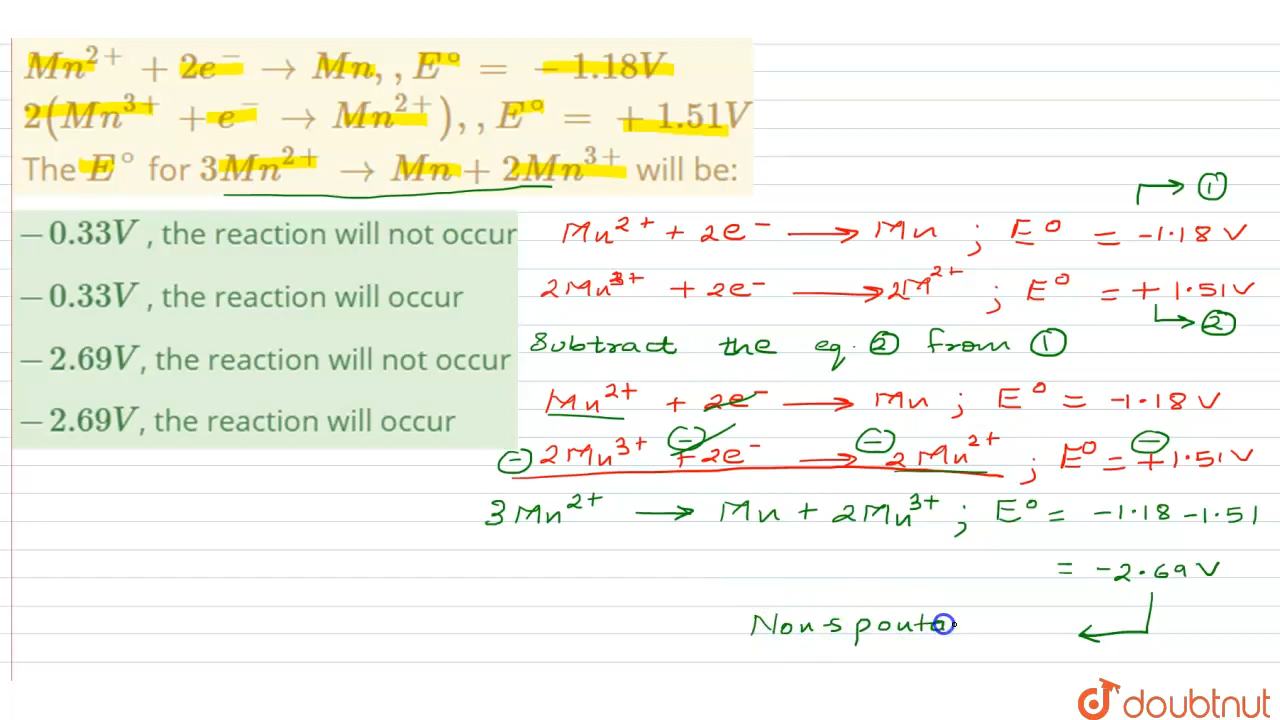 Mn²⁺ + 2e⁻ → Mn, , E° = −1.18V
2(Mn³⁺ + e⁻ → Mn²⁺), , E° = +1.51V
The E° for 3Mn²⁺ → Mn + 2Mn³⁺ will be:
−0.33V , the reaction will not occur
−0.33V , the reaction will occur
−2.69V, the reaction will not occur
−2.69V, the reaction will occur
→ ①
Mn²⁺ + 2e⁻ → Mn ; E° = -1.18 V
2Mn³⁺ + 2e⁻ → 2M²⁺ ; E° = + 1.51V
→ ②
Subtract the eq. ② from ①
Mn²⁺ + 2e⁻ → Mn ; E° = -1.18 V
⊖ 2Mn³⁺ + ⊖ 2e⁻ → ⊖ 2Mn²⁺ ; E° = ⊖ +1.51V
3Mn²⁺ → Mn + 2Mn³⁺ ; E° = -1.18 -1.51
= -2.69 V
Non-sponta
doubtnut